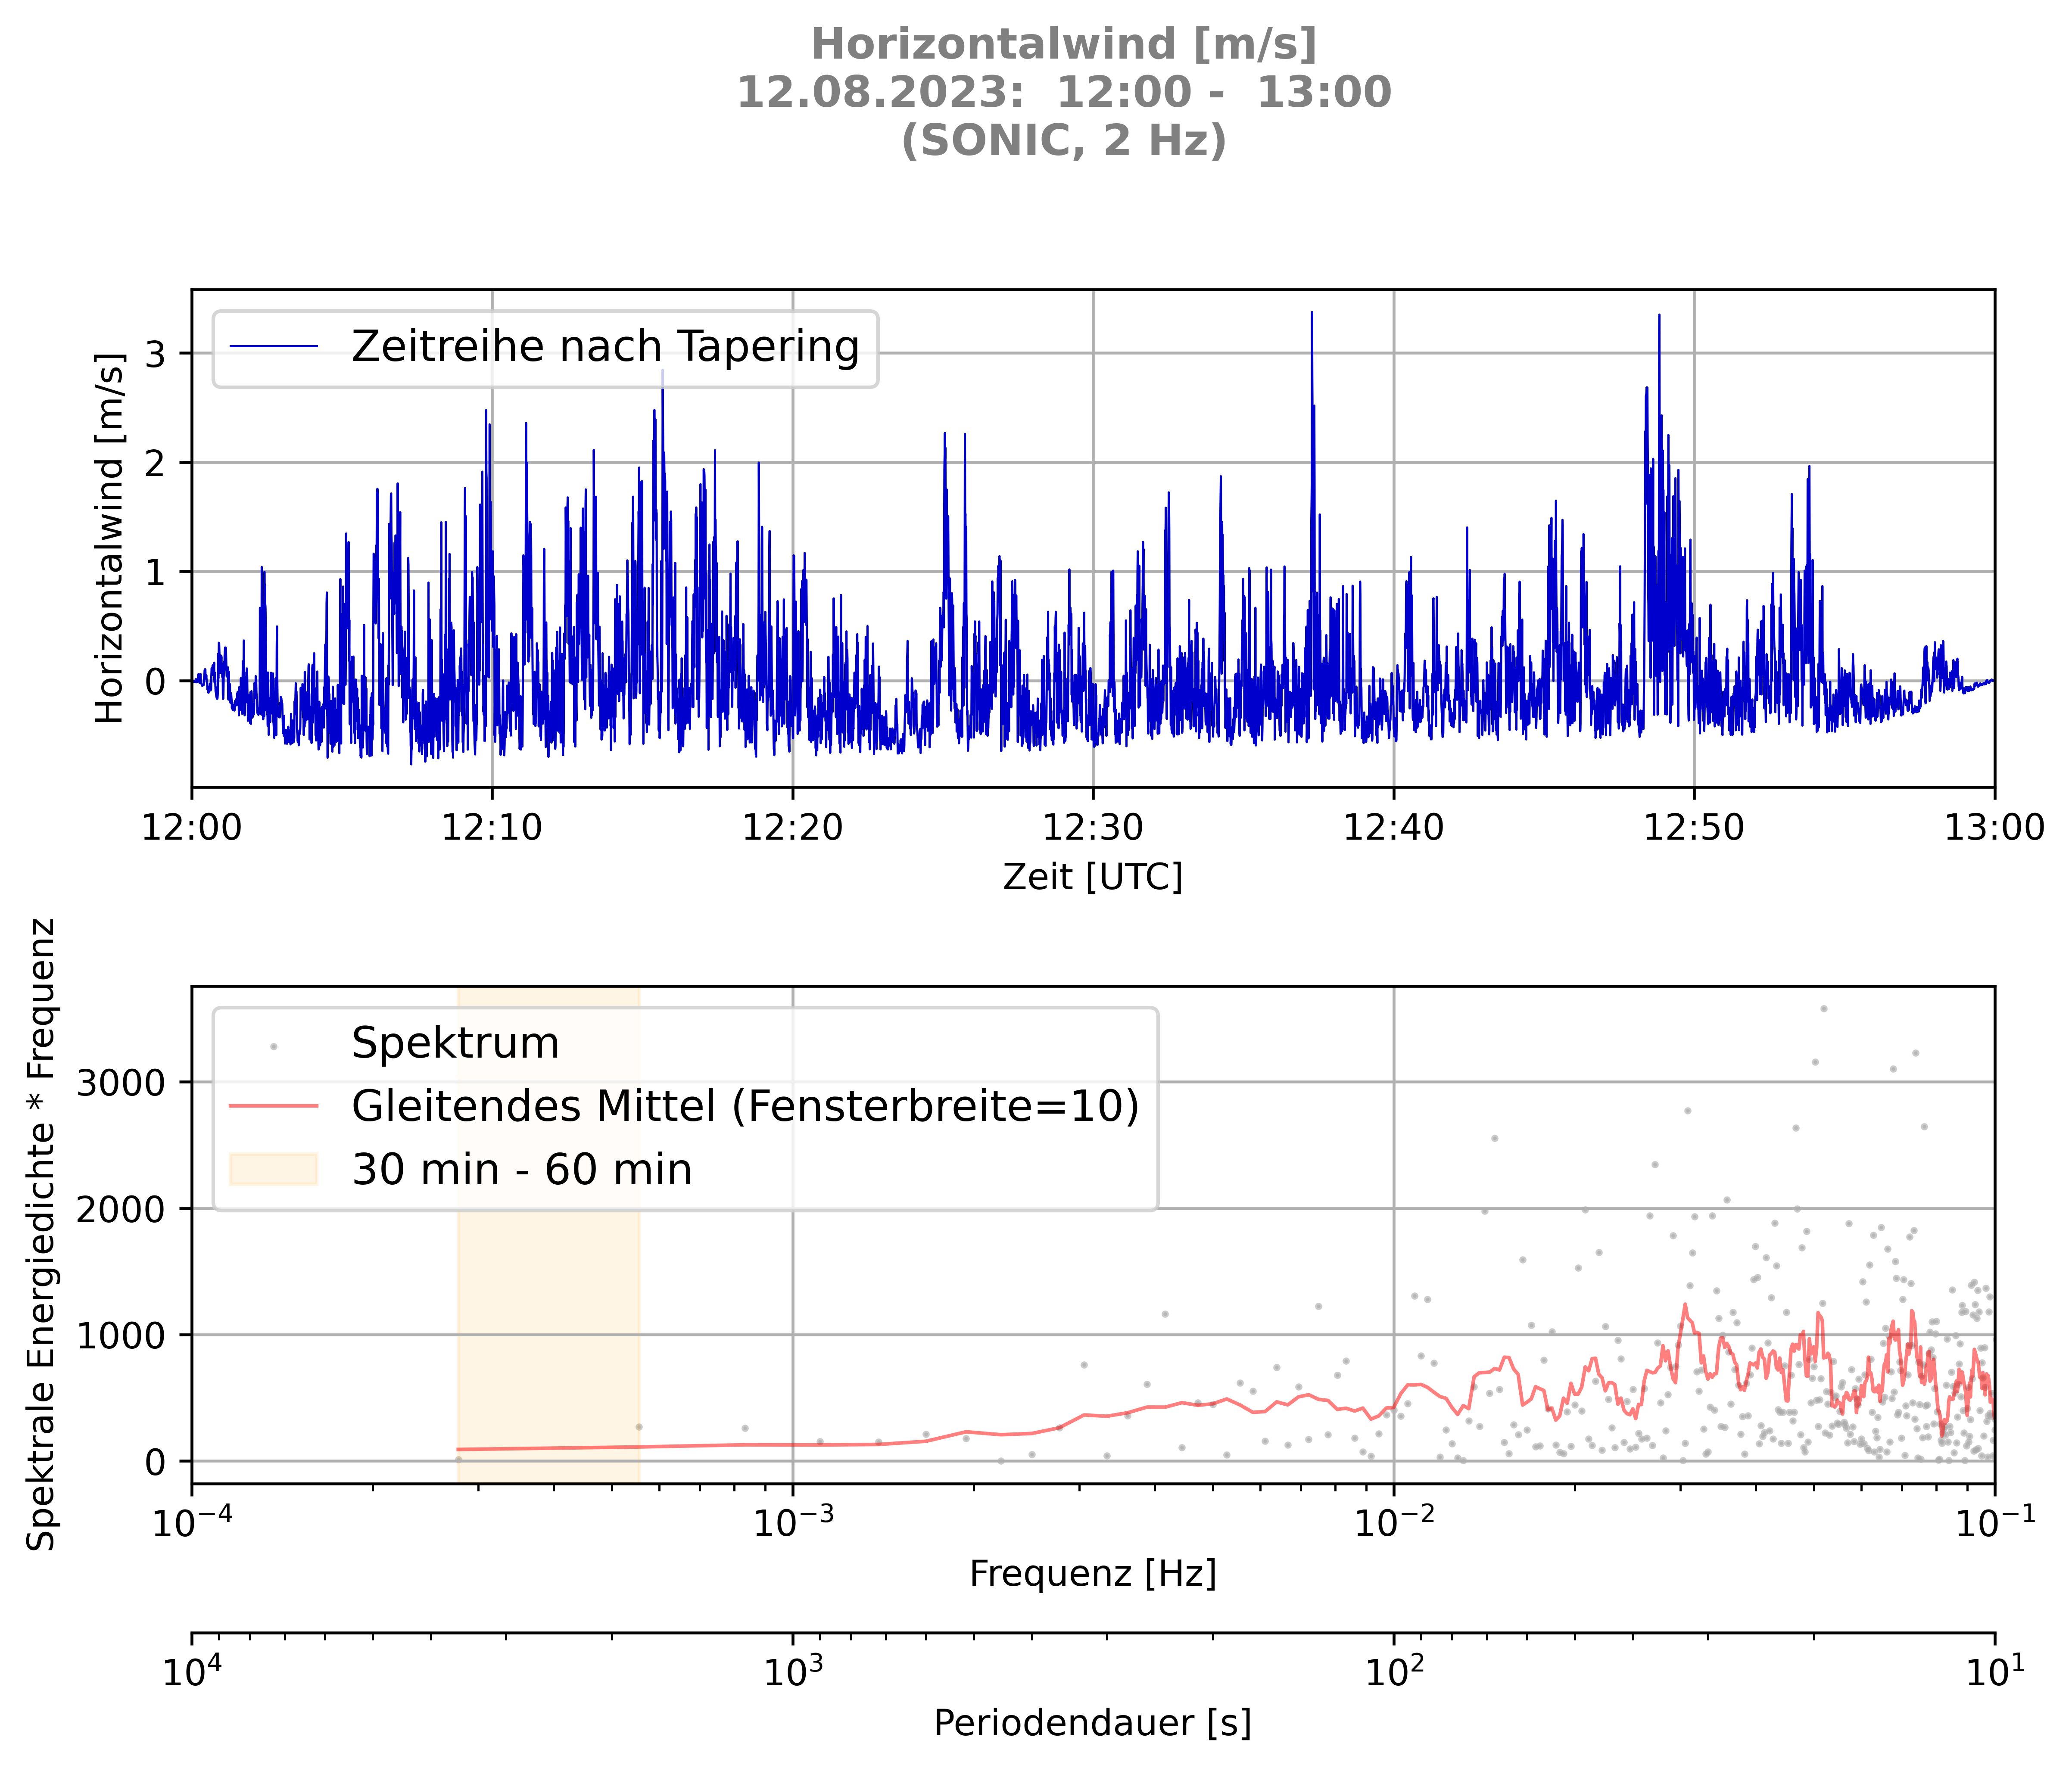 Horizontalwind [m/s]
12.08.2023:  12:00 -  13:00
(SONIC, 2 Hz)
Horizontalwind [m/s]
3
2
1
0
Zeitreihe nach Tapering
12:00 12:10 12:20 12:30 12:40 12:50 13:00
Zeit [UTC]
Spektrale Energiedichte * Frequenz
3000
2000
1000
0
Spektrum
Gleitendes Mittel (Fensterbreite=10)
30 min - 60 min
10⁻⁴ 10⁻³ 10⁻² 10⁻¹
Frequenz [Hz]
10⁴ 10³ 10² 10¹
Periodendauer [s]